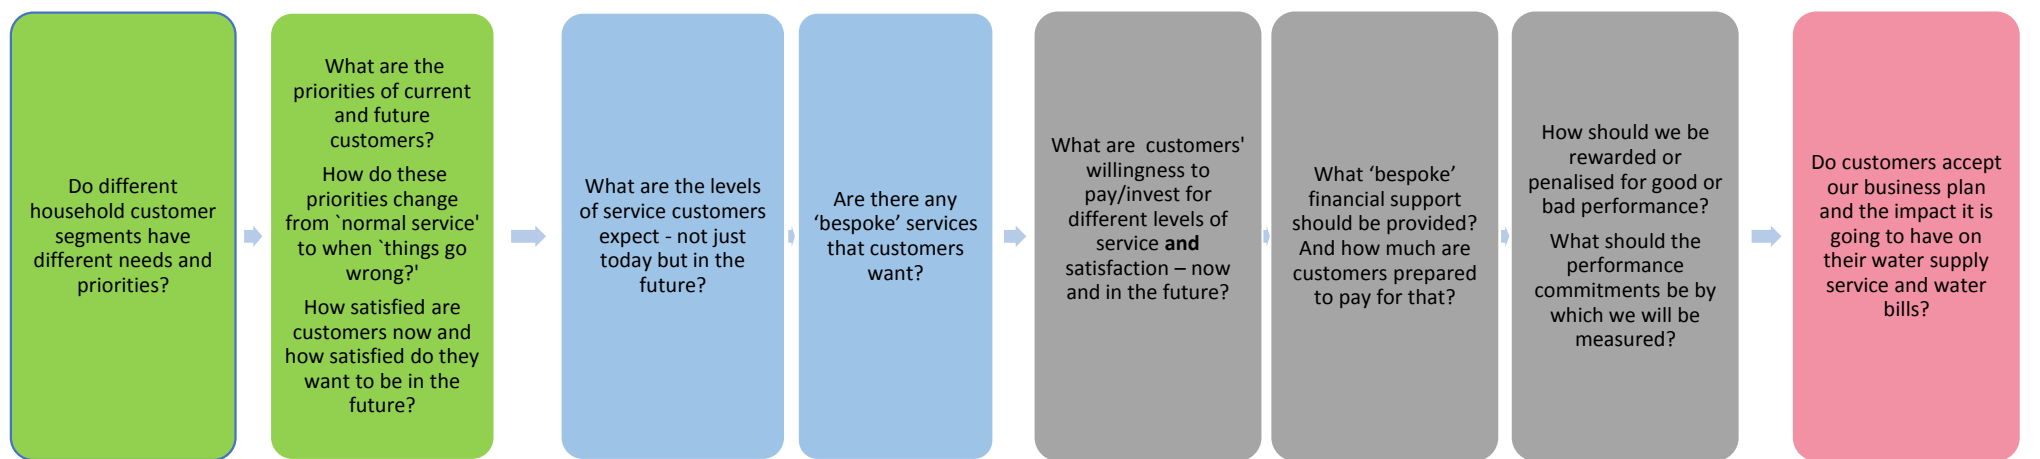 Do different
household customer
segments have
different needs and
priorities?
What are the
priorities of current
and future
customers?
How do these
priorities change
from `normal service'
to when `things go
wrong?'
How satisfied are
customers now and
how satisfied do they
want to be in the
future?
What are the levels
of service customers
expect - not just
today but in the
future?
Are there any
‘bespoke’ services
that customers
want?
What are  customers'
willingness to
pay/invest for
different levels of
service and
satisfaction – now
and in the future?
What ‘bespoke’
financial support
should be provided?
And how much are
customers prepared
to pay for that?
How should we be
rewarded or
penalised for good or
bad performance?
What should the
performance
commitments be by
which we will be
measured?
Do customers accept
our business plan
and the impact it is
going to have on
their water supply
service and water
bills?